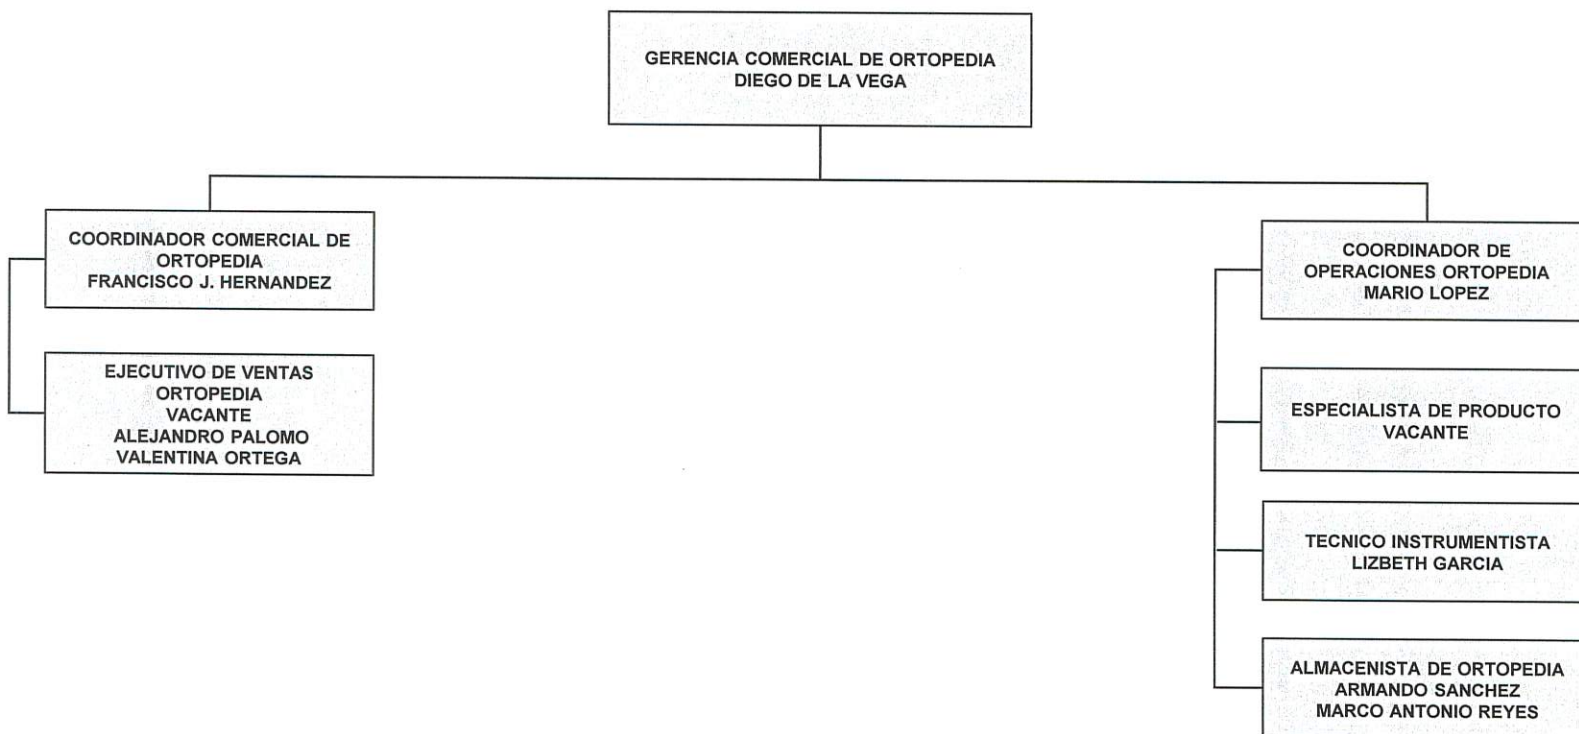 GERENCIA COMERCIAL DE ORTOPEDIA
DIEGO DE LA VEGA
COORDINADOR COMERCIAL DE
ORTOPEDIA
FRANCISCO J. HERNANDEZ
EJECUTIVO DE VENTAS
ORTOPEDIA
VACANTE
ALEJANDRO PALOMO
VALENTINA ORTEGA
COORDINADOR DE
OPERACIONES ORTOPEDIA
MARIO LOPEZ
ESPECIALISTA DE PRODUCTO
VACANTE
TECNICO INSTRUMENTISTA
LIZBETH GARCIA
ALMACENISTA DE ORTOPEDIA
ARMANDO SANCHEZ
MARCO ANTONIO REYES